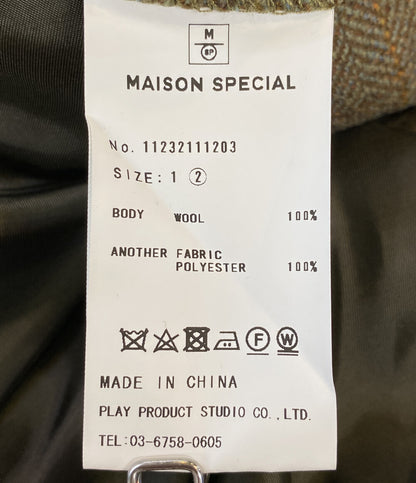 M
SP
MAISON SPECIAL
No. 11232111203
SIZE: 1 ②
BODY WOOL 100%
ANOTHER FABRIC
POLYESTER 100%
F W
MADE IN CHINA
PLAY PRODUCT STUDIO CO.,LTD.
TEL:03-6758-0605